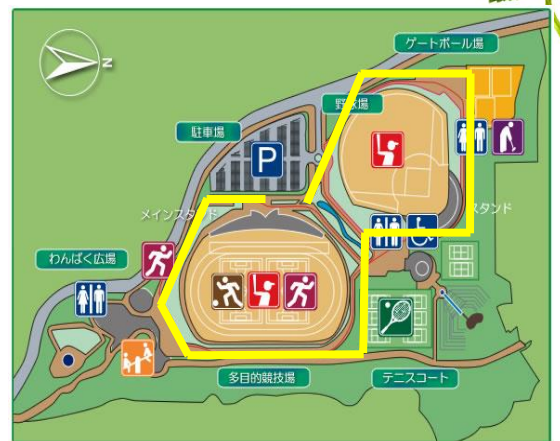 ゲートボール場
野球場
駐車場
P
N
メインスタンド
スタンド
わんぱく広場
多目的競技場
テニスコート